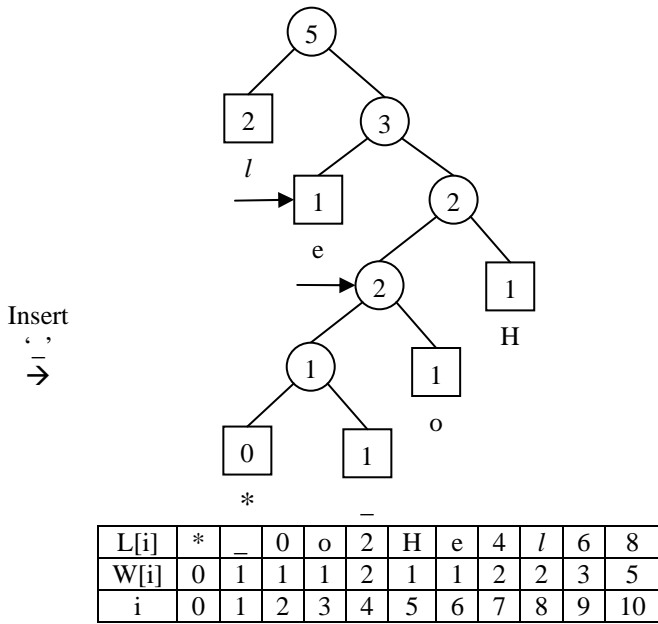 5
2
3
l
1
2
e
2
1
H
Insert
‘_’
→
1
1
o
0
1
*
_
L[i] * _ 0 o 2 H e 4 l 6 8
W[i] 0 1 1 1 2 1 1 2 2 3 5
i 0 1 2 3 4 5 6 7 8 9 10